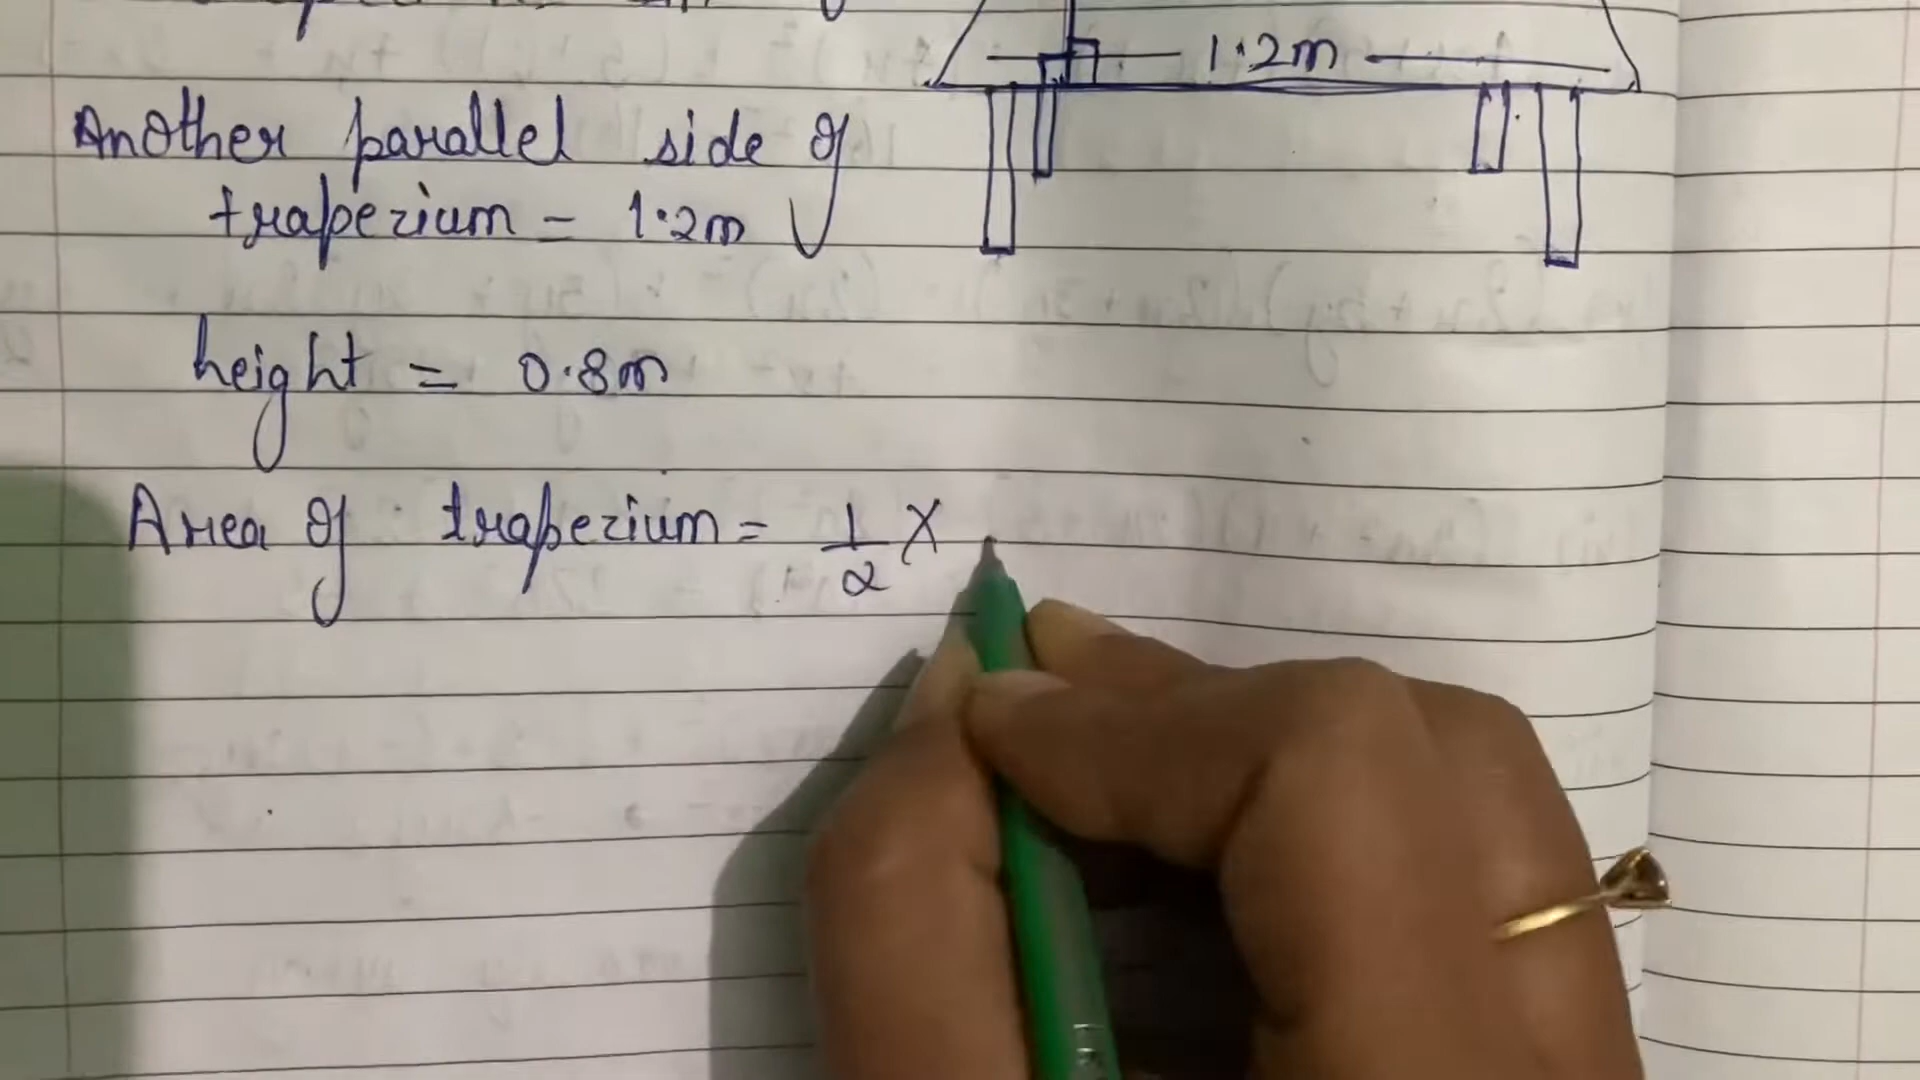 1.2m
Another parallel side of
trapezium = 1.2m
height = 0.8m
Area of trapezium = 1/2 X